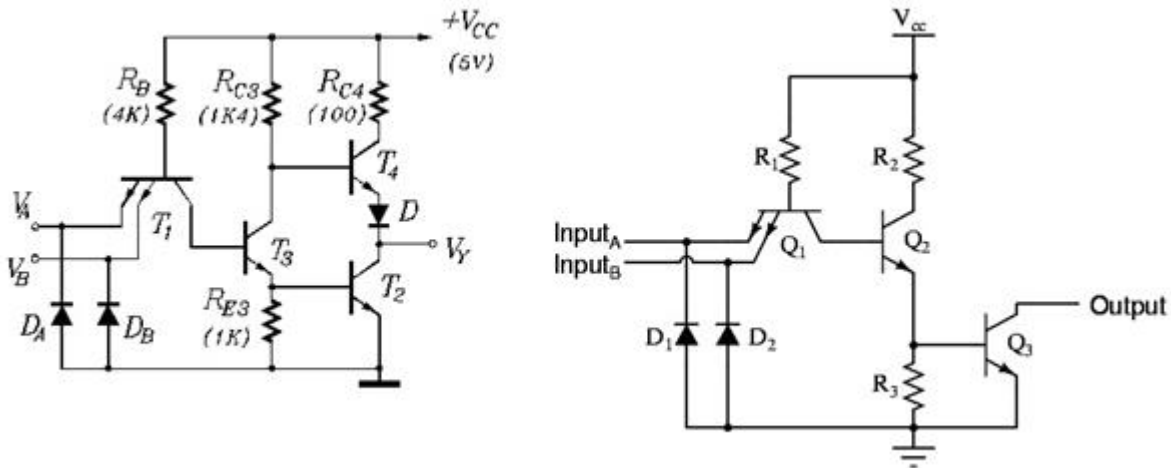 +V_CC
(5V)
R_B
(4K)
R_C3
(1K4)
R_C4
(100)
T_4
V_A
T_1
D
V_B
T_3
V_Y
T_2
D_A
D_B
R_E3
(1K)
V_cc
R_1
R_2
Input_A
Input_B
Q_1
Q_2
Output
D_1
D_2
Q_3
R_3